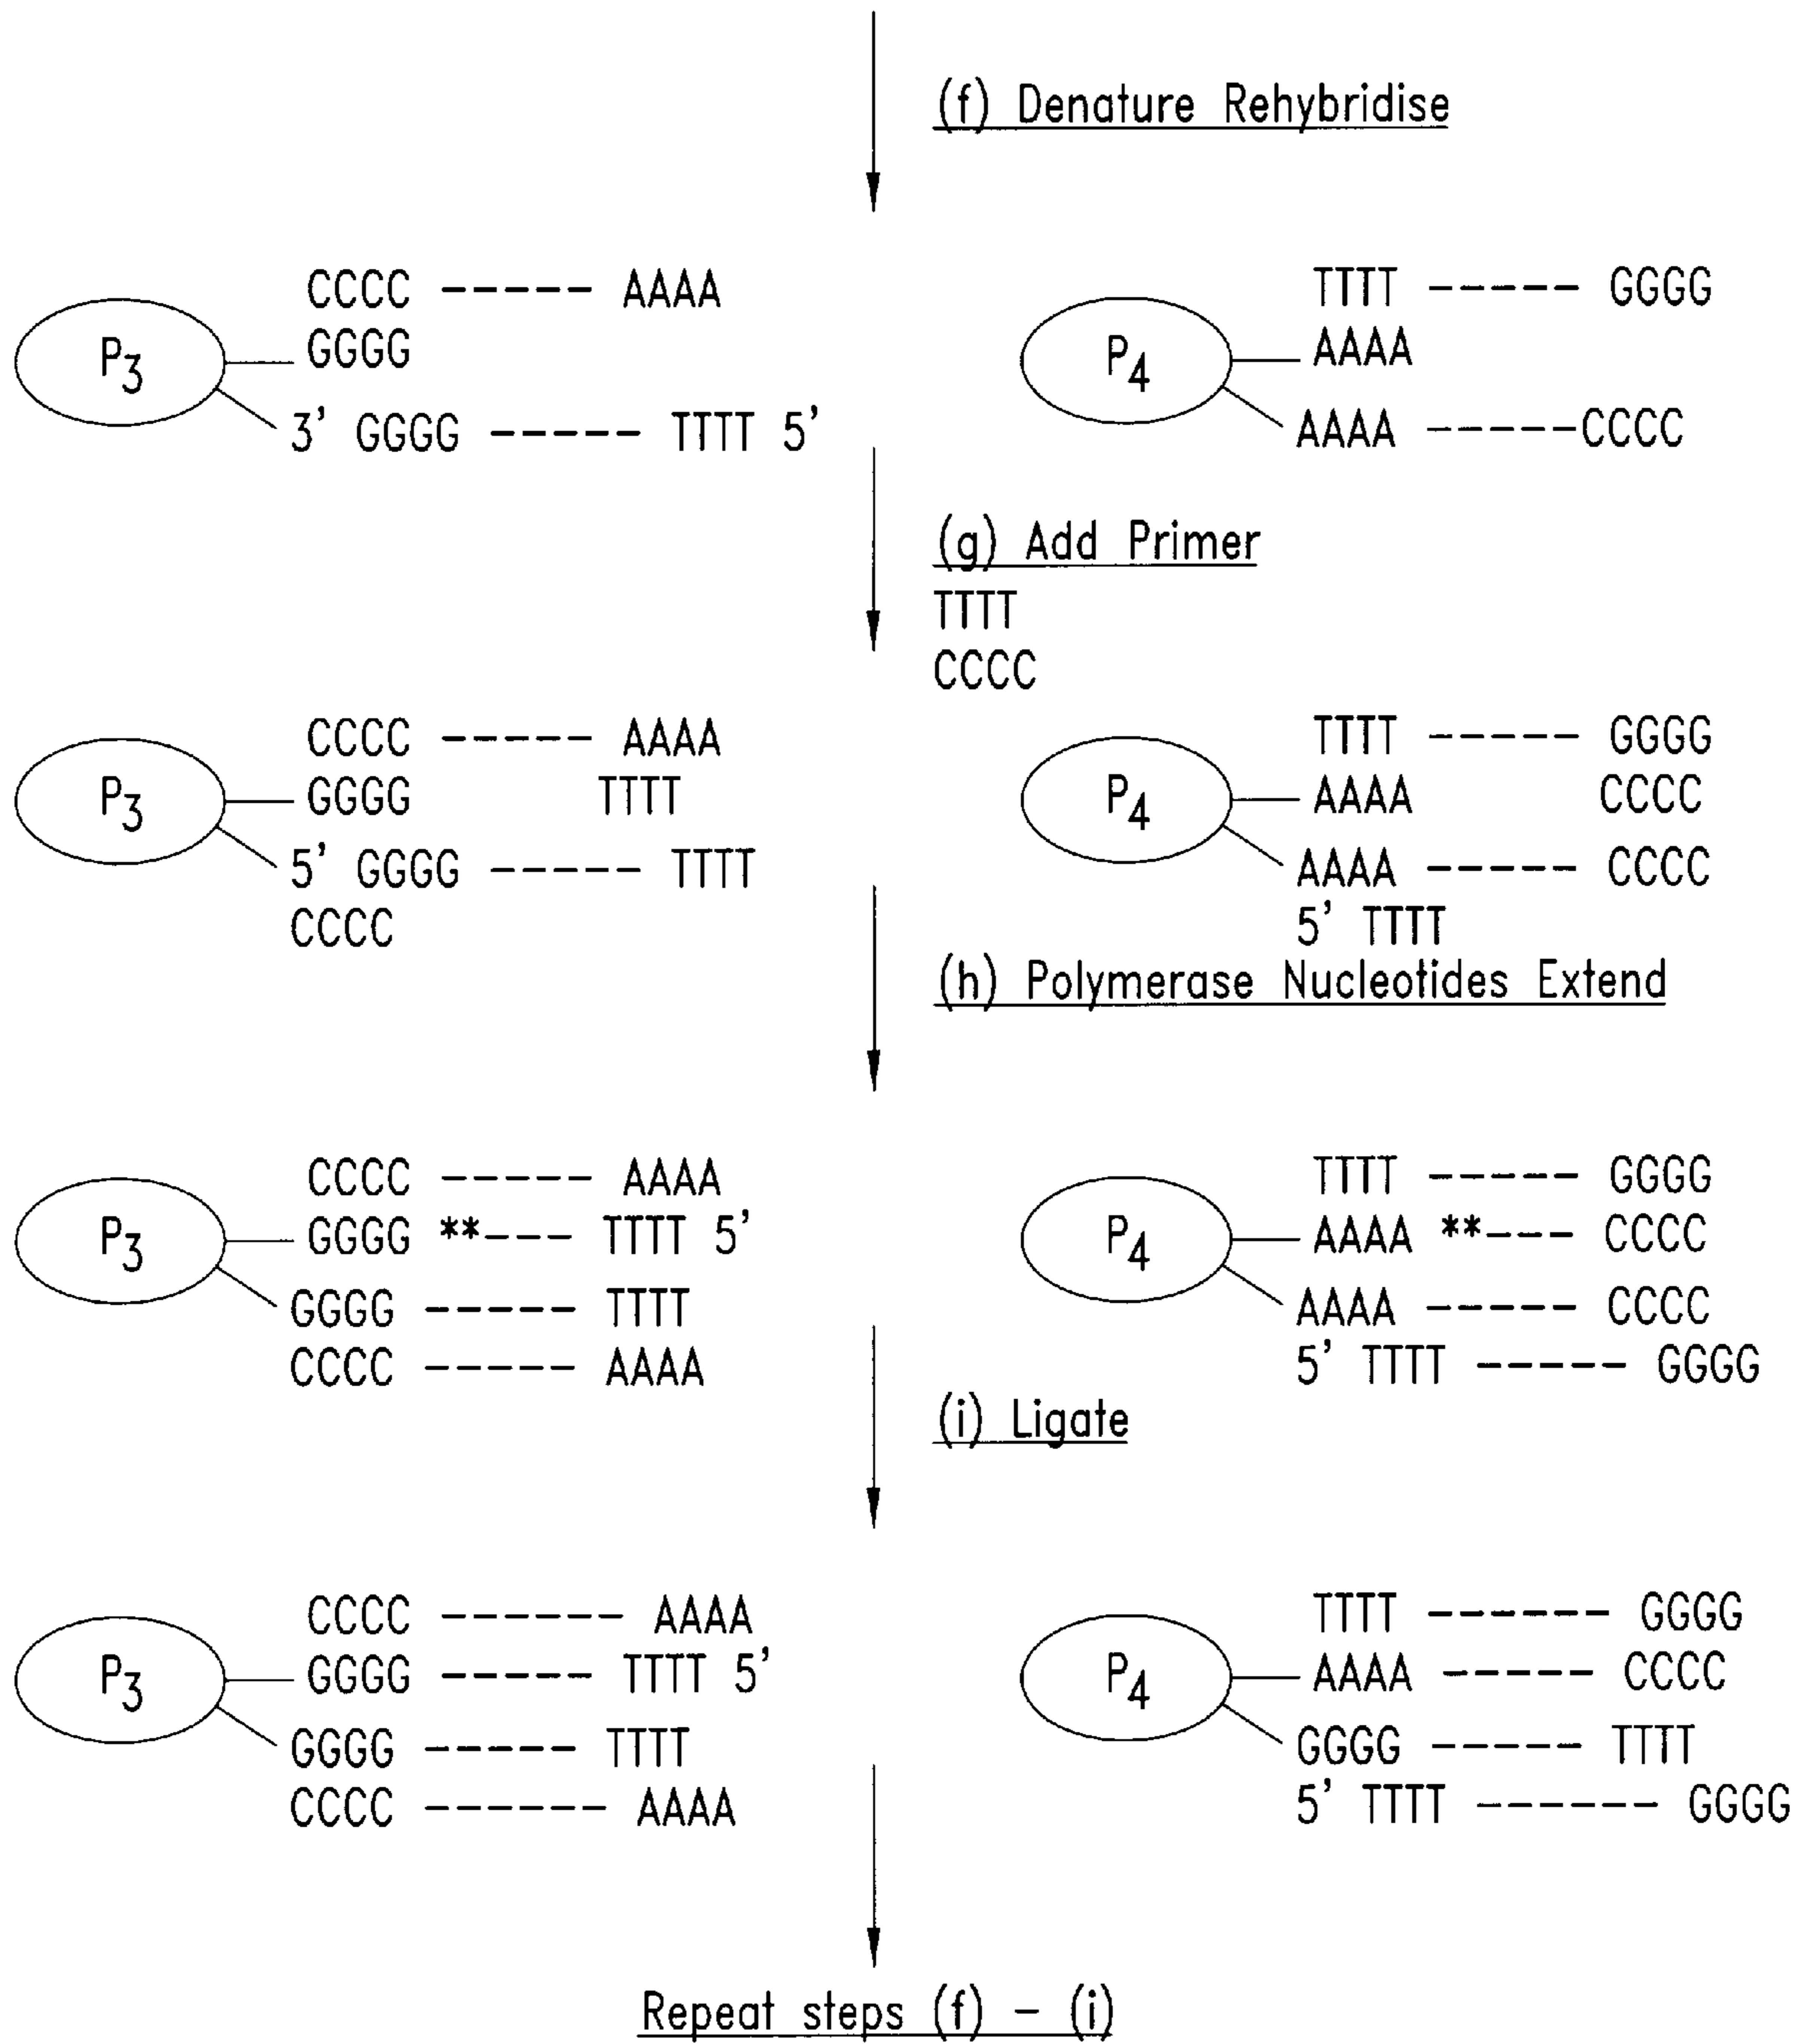 (f) Denature Rehybridise
CCCC ----- AAAA
P3 GGGG
3' GGGG ----- TTTT 5'
TTTT ----- GGGG
P4 AAAA
AAAA -----CCCC
(g) Add Primer
TTTT
CCCC
CCCC ----- AAAA
P3 GGGG TTTT
5' GGGG ----- TTTT
CCCC
TTTT ----- GGGG
P4 AAAA CCCC
AAAA ----- CCCC
5' TTTT
(h) Polymerase Nucleotides Extend
CCCC ----- AAAA
P3 GGGG **--- TTTT 5'
GGGG ----- TTTT
CCCC ----- AAAA
TTTT ----- GGGG
P4 AAAA **--- CCCC
AAAA ----- CCCC
5' TTTT ----- GGGG
(i) Ligate
CCCC ------ AAAA
P3 GGGG ----- TTTT 5'
GGGG ----- TTTT
CCCC ------ AAAA
TTTT ------ GGGG
P4 AAAA ----- CCCC
GGGG ----- TTTT
5' TTTT ------ GGGG
Repeat steps (f) - (i)